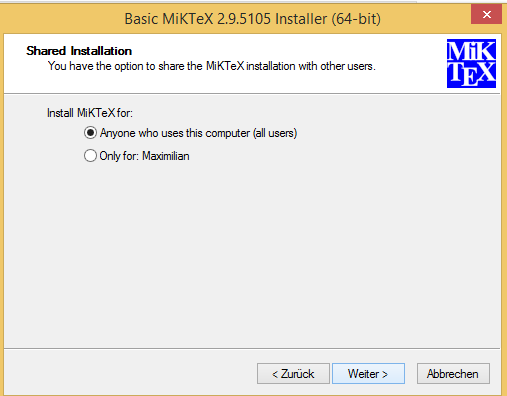 Basic MiKTeX 2.9.5105 Installer (64-bit)
Shared Installation
You have the option to share the MiKTeX installation with other users.
MiK
TEX
Install MiKTeX for:
Anyone who uses this computer (all users)
Only for: Maximilian
< Zurück
Weiter >
Abbrechen